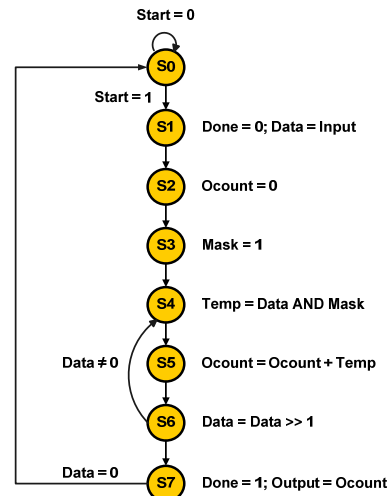 Start = 0
S0
Start = 1
S1 Done = 0; Data = Input
S2 Ocount = 0
S3 Mask = 1
S4 Temp = Data AND Mask
Data ≠ 0
S5 Ocount = Ocount + Temp
S6 Data = Data >> 1
Data = 0
S7 Done = 1; Output = Ocount